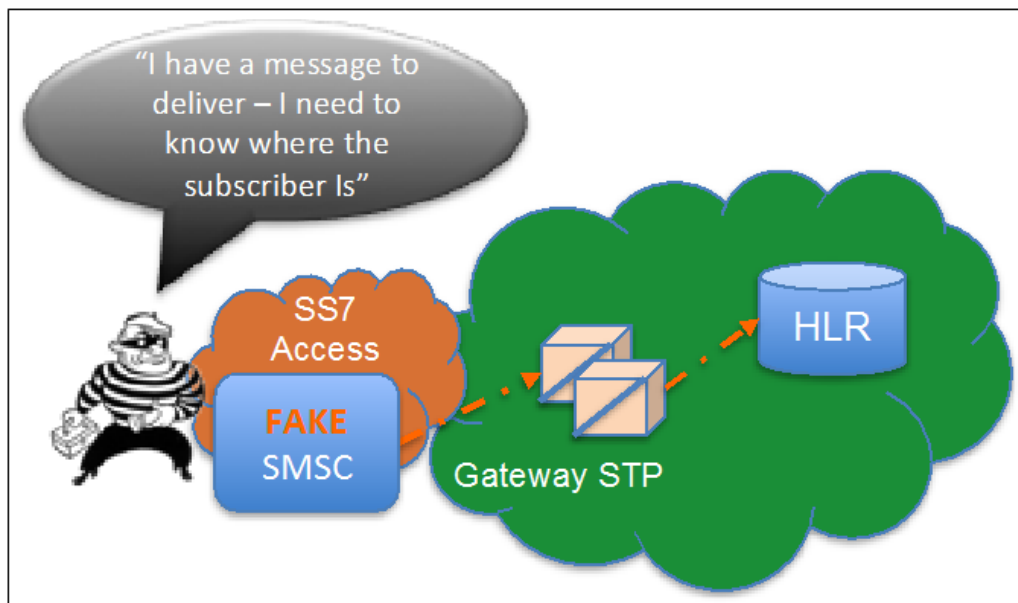 “I have a message to
deliver – I need to
know where the
subscriber Is”
SS7
Access
FAKE
SMSC
Gateway STP
HLR